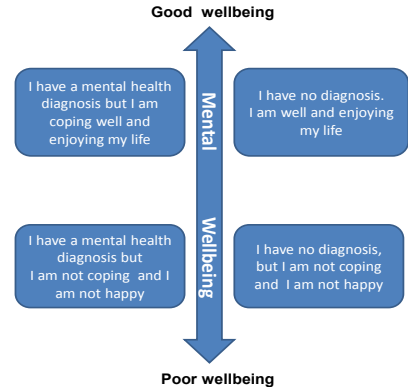 Good wellbeing
I have a mental health
diagnosis but I am
coping well and
enjoying my life
Mental Wellbeing
I have no diagnosis.
I am well and enjoying
my life
I have a mental health
diagnosis but
I am not coping and I
am not happy
I have no diagnosis,
but I am not coping
and I am not happy
Poor wellbeing